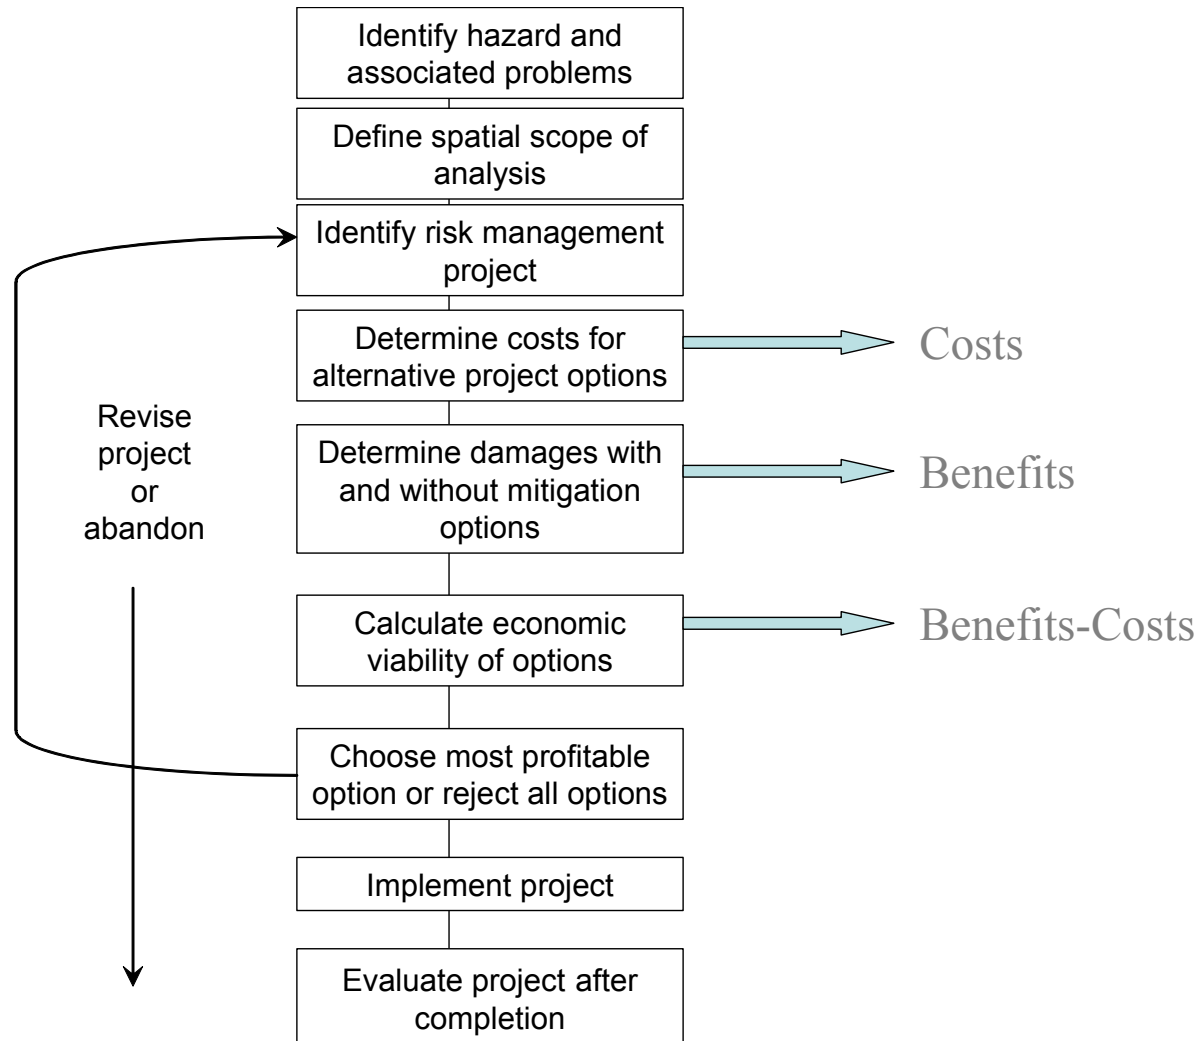 Identify hazard and
associated problems
Define spatial scope of
analysis
Identify risk management
project
Determine costs for
alternative project options
Costs
Revise
project
or
abandon
Determine damages with
and without mitigation
options
Benefits
Calculate economic
viability of options
Benefits-Costs
Choose most profitable
option or reject all options
Implement project
Evaluate project after
completion